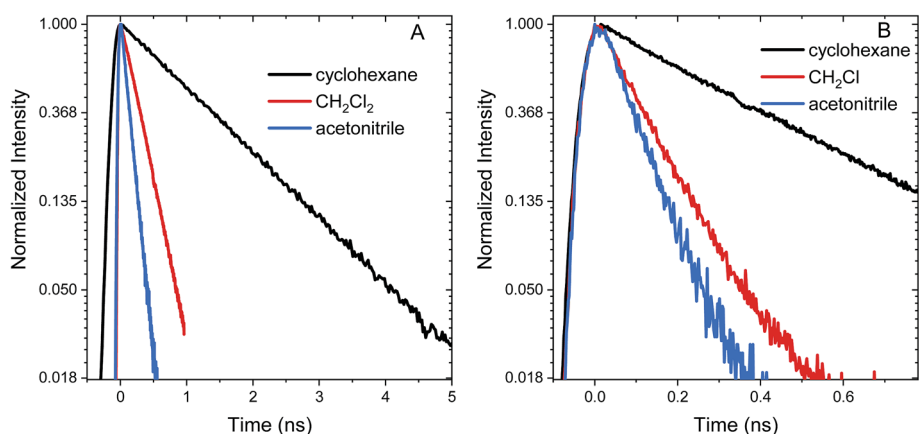 A
1.000
0.368
0.135
0.050
0.018
Normalized Intensity
cyclohexane
CH2Cl2
acetonitrile
0
1
2
3
4
5
Time (ns)
B
1.000
0.368
0.135
0.050
0.018
Normalized Intensity
cyclohexane
CH2Cl
acetonitrile
0.0
0.2
0.4
0.6
Time (ns)